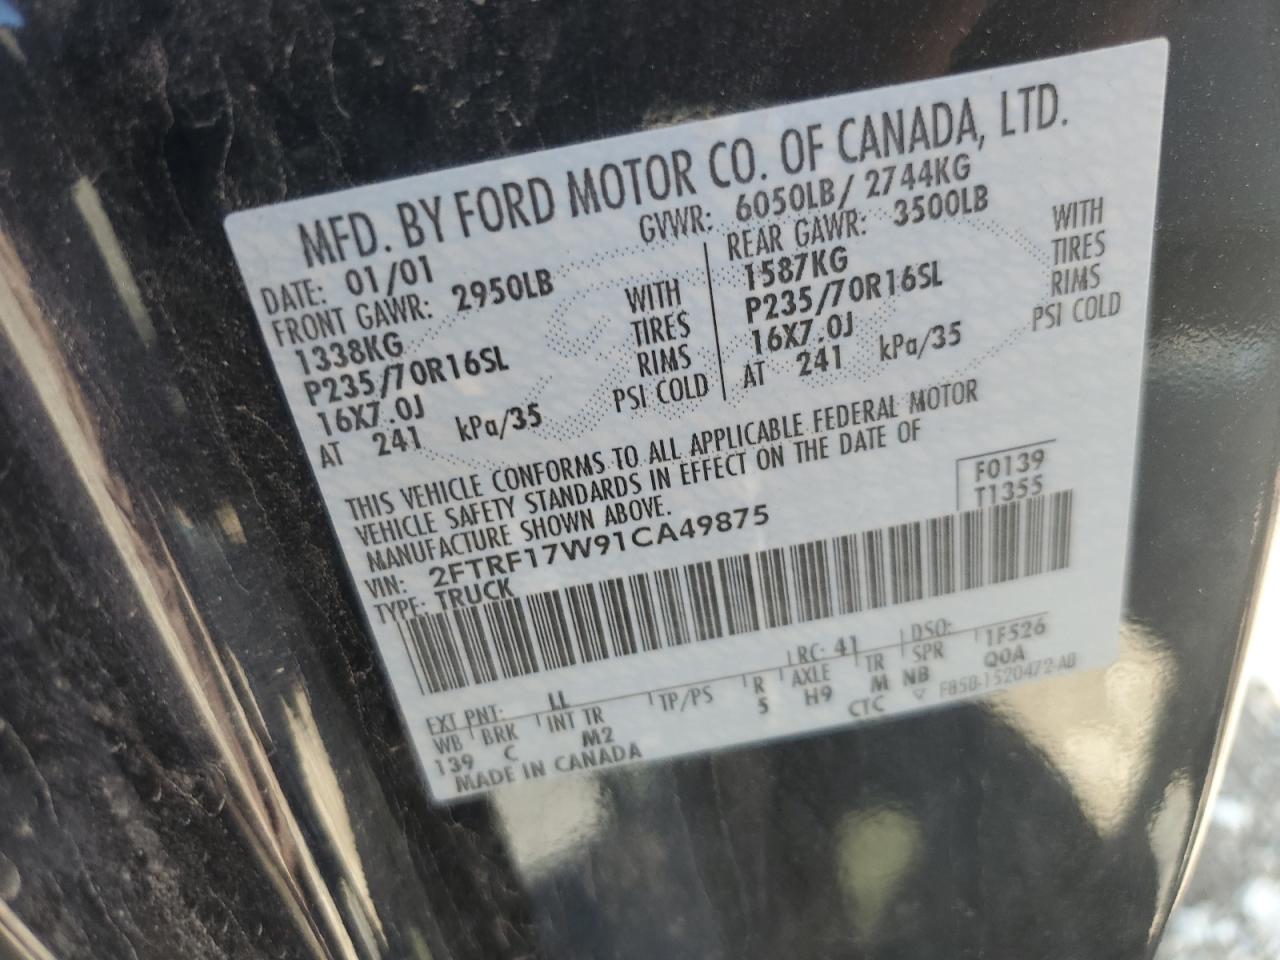 MFD. BY FORD MOTOR CO. OF CANADA, LTD.
DATE: 01/01 GVWR: 6050LB/ 2744KG
FRONT GAWR: 2950LB REAR GAWR: 3500LB
1338KG WITH 1587KG WITH
P235/70R16SL TIRES P235/70R16SL TIRES
16X7.0J RIMS 16X7.0J RIMS
AT 241 kPa/35 PSI COLD AT 241 kPa/35 PSI COLD
THIS VEHICLE CONFORMS TO ALL APPLICABLE FEDERAL MOTOR
VEHICLE SAFETY STANDARDS IN EFFECT ON THE DATE OF
MANUFACTURE SHOWN ABOVE.
F0139
T1355
VIN: 2FTRF17W91CA49875
TYPE: TRUCK
EXT PNT: LL RC: 41 DSO: 1F526
WB BRK INT TR TP/PS R AXLE TR SPR Q0A
139 C M2 5 H9 M NB
MADE IN CANADA CTC ▽ F85B-1520472-AB